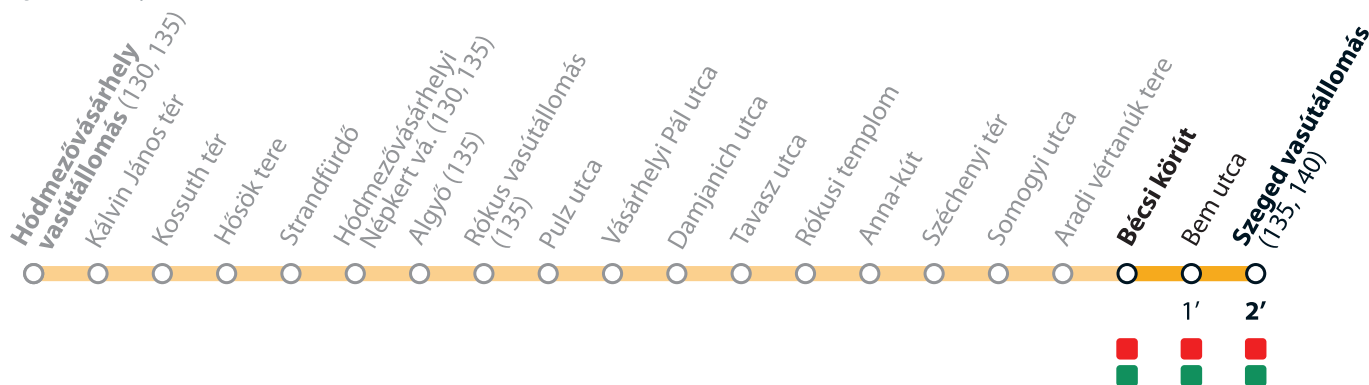 Hódmezővásárhely
vasútállomás (130, 135)
Kálvin János tér
Kossuth tér
Hősök tere
Strandfürdő
Hódmezővásárhelyi
Népkert vá. (130, 135)
Algyő (135)
Rókus vasútállomás
(135)
Pulz utca
Vásárhelyi Pál utca
Damjanich utca
Tavasz utca
Rókusi templom
Anna-kút
Széchenyi tér
Somogyi utca
Aradi vértanúk tere
Bécsi körút
Bem utca
Szeged vasútállomás
(135, 140)
1’
2’